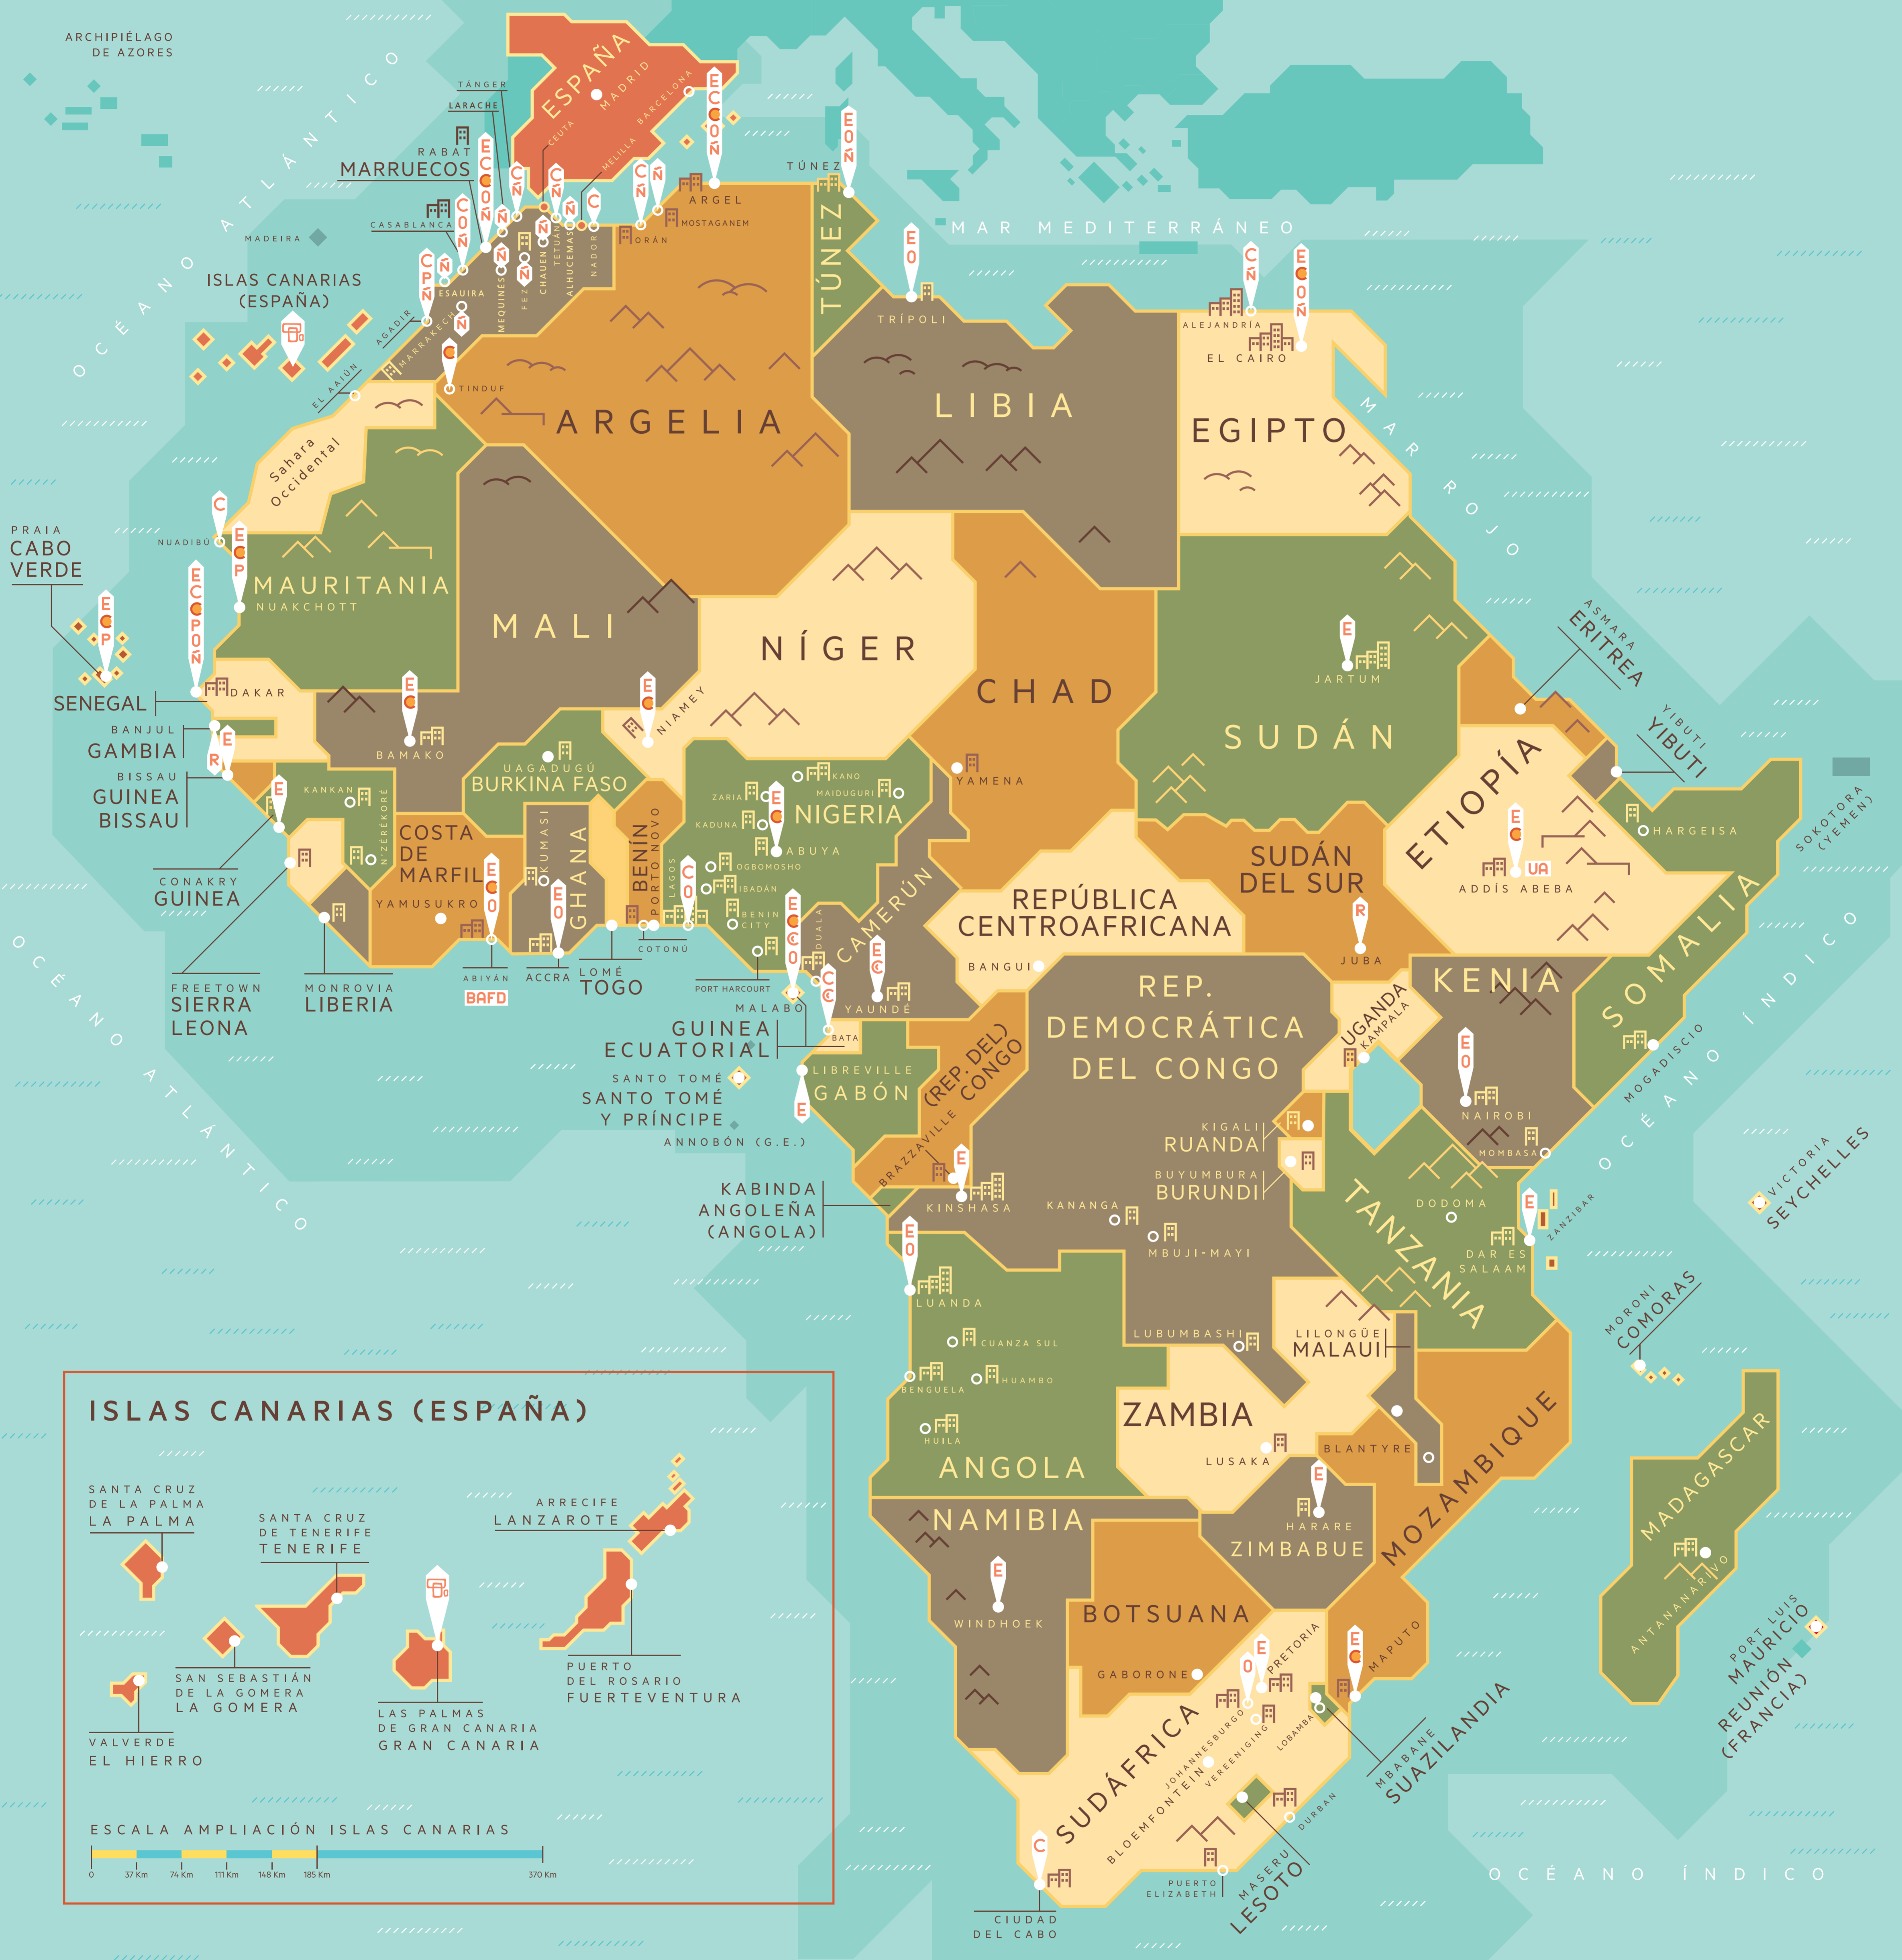 ARCHIPIÉLAGO
DE AZORES
OCÉANO ATLÁNTICO
MADEIRA
ISLAS CANARIAS
(ESPAÑA)
ESPAÑA
MADRID
BARCELONA
CEUTA
MELILLA
TÁNGER
LARACHE
RABAT
MARRUECOS
CASABLANCA
ESAUIRA
AGADIR
MARRAKECH
MEQUINÉS
FEZ
CHAUEN
TETUÁN
ALHUCEMAS
NADOR
EL AAIÚN
TINDUF
ORÁN
MOSTAGANEM
ARGEL
ARGELIA
TÚNEZ
TÚNEZ
MAR MEDITERRÁNEO
TRÍPOLI
LIBIA
ALEJANDRÍA
EL CAIRO
EGIPTO
MAR ROJO
Sahara
Occidental
NUADIBÚ
MAURITANIA
NUAKCHOTT
PRAIA
CABO
VERDE
SENEGAL
DAKAR
BANJUL
GAMBIA
BISSAU
GUINEA
BISSAU
CONAKRY
GUINEA
KANKAN
N'ZÉRÉKORÉ
FREETOWN
SIERRA
LEONA
MONROVIA
LIBERIA
MALI
BAMAKO
BURKINA FASO
UAGADUGÚ
COSTA
DE
MARFIL
YAMUSUKRO
ABIYÁN
BAFD
GHANA
KUMASI
ACCRA
LOMÉ
TOGO
BENÍN
PORTO NOVO
COTONÚ
NÍGER
NIAMEY
NIGERIA
KANO
MAIDUGURI
ZARIA
KADUNA
ABUYA
OGBOMOSHO
IBADÁN
LAGOS
BENIN
CITY
PORT HARCOURT
CHAD
YAMENA
SUDÁN
JARTUM
ASMARA
ERITREA
YIBUTI
YIBUTI
ETIOPÍA
ADDÍS ABEBA
UA
SOKOTORA
(YEMEN)
HARGEISA
SOMALIA
MOGADISCIO
SUDÁN
DEL SUR
JUBA
REPÚBLICA
CENTROAFRICANA
BANGUI
CAMERÚN
DUALA
YAUNDÉ
MALABO
GUINEA
ECUATORIAL
BATA
SANTO TOMÉ
SANTO TOMÉ
Y PRÍNCIPE
ANNOBÓN (G.E.)
LIBREVILLE
GABÓN
(REP. DEL)
CONGO
BRAZZAVILLE
REP.
DEMOCRÁTICA
DEL CONGO
KINSHASA
KANANGA
MBUJI-MAYI
LUBUMBASHI
KABINDA
ANGOLEÑA
(ANGOLA)
UGANDA
KAMPALA
KENIA
NAIROBI
MOMBASA
KIGALI
RUANDA
BUYUMBURA
BURUNDI
TANZANIA
DODOMA
DAR ES
SALAAM
ZANZIBAR
OCÉANO ÍNDICO
VICTORIA
SEYCHELLES
MORONI
COMORAS
LUANDA
CUANZA SUL
BENGUELA
HUAMBO
HUILA
ANGOLA
ZAMBIA
LUSAKA
LILONGÜE
MALAUI
BLANTYRE
MOZAMBIQUE
MAPUTO
HARARE
ZIMBABUE
NAMIBIA
WINDHOEK
BOTSUANA
GABORONE
SUDÁFRICA
PRETORIA
JOHANNESBURGO
VEREENIGING
BLOEMFONTEIN
LOBAMBA
MBABANE
SUAZILANDIA
DURBAN
MASERU
LESOTO
PUERTO
ELIZABETH
CIUDAD
DEL CABO
MADAGASCAR
ANTANANARIVO
PORT LUIS
MAURICIO
REUNIÓN
(FRANCIA)
OCÉANO ÍNDICO
OCÉANO ATLÁNTICO
ISLAS CANARIAS (ESPAÑA)
SANTA CRUZ
DE LA PALMA
LA PALMA
SANTA CRUZ
DE TENERIFE
TENERIFE
ARRECIFE
LANZAROTE
SAN SEBASTIÁN
DE LA GOMERA
LA GOMERA
VALVERDE
EL HIERRO
LAS PALMAS
DE GRAN CANARIA
GRAN CANARIA
PUERTO
DEL ROSARIO
FUERTEVENTURA
ESCALA AMPLIACIÓN ISLAS CANARIAS
0 37 Km 74 Km 111 Km 148 Km 185 Km 370 Km